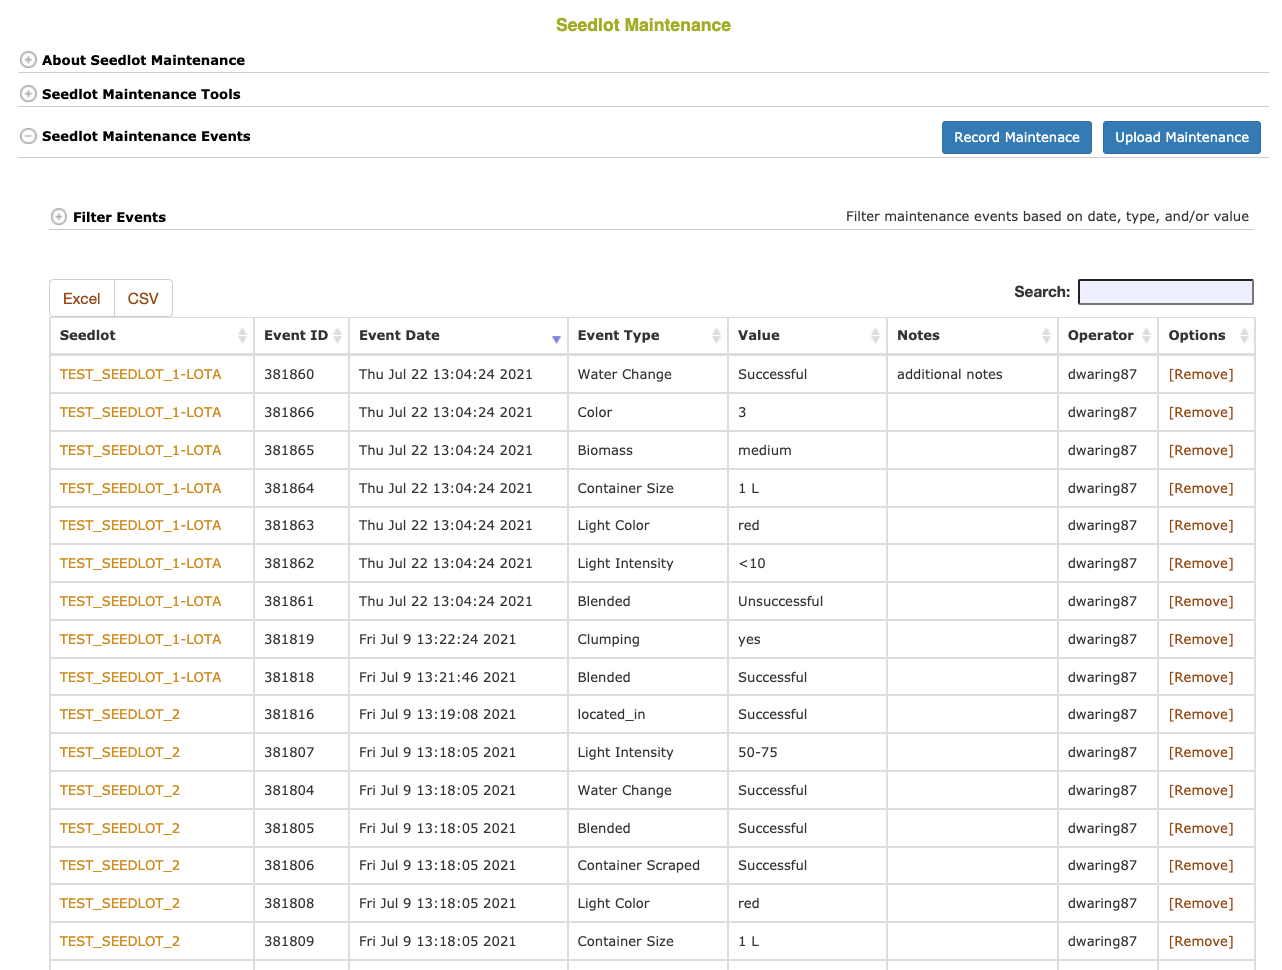 Seedlot Maintenance
About Seedlot Maintenance
Seedlot Maintenance Tools
Seedlot Maintenance Events Record Maintenace Upload Maintenance
Filter Events Filter maintenance events based on date, type, and/or value
Excel CSV Search:
Seedlot Event ID Event Date Event Type Value Notes Operator Options
TEST_SEEDLOT_1-LOTA 381860 Thu Jul 22 13:04:24 2021 Water Change Successful additional notes dwaring87 [Remove]
TEST_SEEDLOT_1-LOTA 381866 Thu Jul 22 13:04:24 2021 Color 3 dwaring87 [Remove]
TEST_SEEDLOT_1-LOTA 381865 Thu Jul 22 13:04:24 2021 Biomass medium dwaring87 [Remove]
TEST_SEEDLOT_1-LOTA 381864 Thu Jul 22 13:04:24 2021 Container Size 1 L dwaring87 [Remove]
TEST_SEEDLOT_1-LOTA 381863 Thu Jul 22 13:04:24 2021 Light Color red dwaring87 [Remove]
TEST_SEEDLOT_1-LOTA 381862 Thu Jul 22 13:04:24 2021 Light Intensity <10 dwaring87 [Remove]
TEST_SEEDLOT_1-LOTA 381861 Thu Jul 22 13:04:24 2021 Blended Unsuccessful dwaring87 [Remove]
TEST_SEEDLOT_1-LOTA 381819 Fri Jul 9 13:22:24 2021 Clumping yes dwaring87 [Remove]
TEST_SEEDLOT_1-LOTA 381818 Fri Jul 9 13:21:46 2021 Blended Successful dwaring87 [Remove]
TEST_SEEDLOT_2 381816 Fri Jul 9 13:19:08 2021 located_in Successful dwaring87 [Remove]
TEST_SEEDLOT_2 381807 Fri Jul 9 13:18:05 2021 Light Intensity 50-75 dwaring87 [Remove]
TEST_SEEDLOT_2 381804 Fri Jul 9 13:18:05 2021 Water Change Successful dwaring87 [Remove]
TEST_SEEDLOT_2 381805 Fri Jul 9 13:18:05 2021 Blended Successful dwaring87 [Remove]
TEST_SEEDLOT_2 381806 Fri Jul 9 13:18:05 2021 Container Scraped Successful dwaring87 [Remove]
TEST_SEEDLOT_2 381808 Fri Jul 9 13:18:05 2021 Light Color red dwaring87 [Remove]
TEST_SEEDLOT_2 381809 Fri Jul 9 13:18:05 2021 Container Size 1 L dwaring87 [Remove]